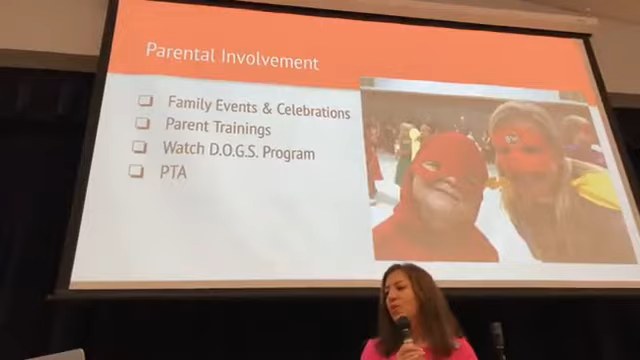 Parental Involvement
❑ Family Events & Celebrations
❑ Parent Trainings
❑ Watch D.O.G.S. Program
❑ PTA